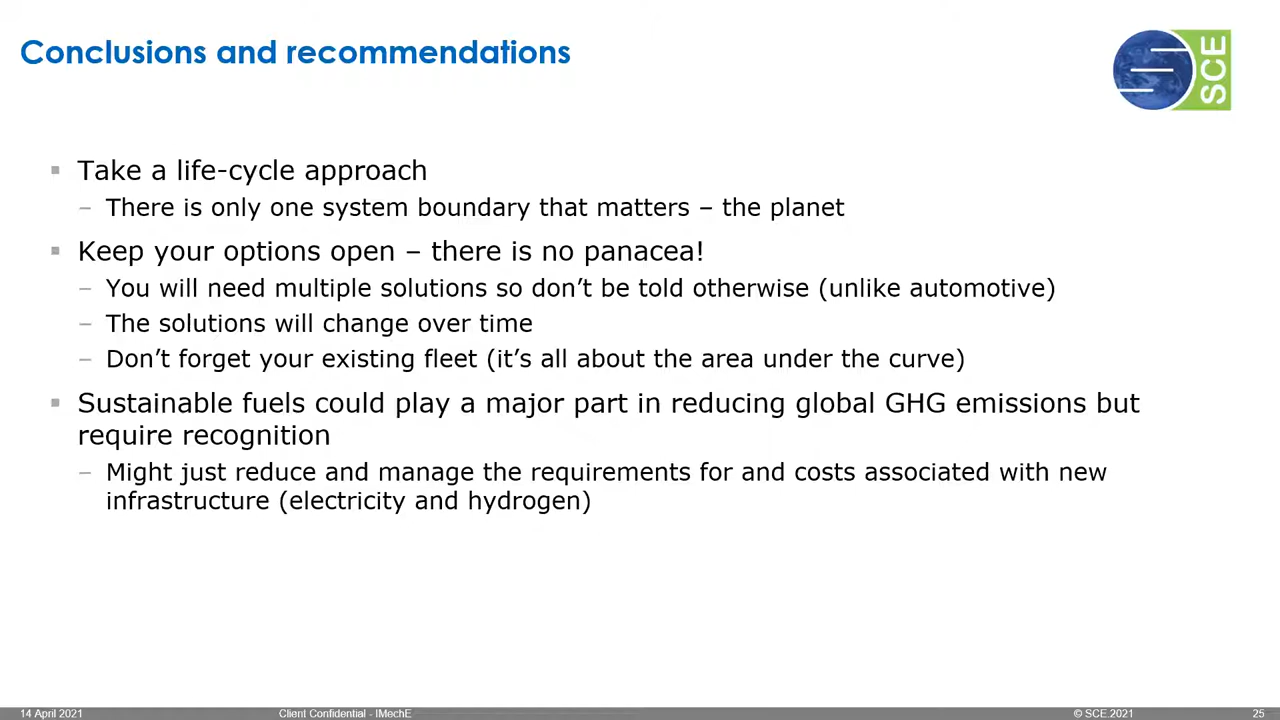 Conclusions and recommendations
SCE
▪ Take a life-cycle approach
– There is only one system boundary that matters – the planet
▪ Keep your options open – there is no panacea!
– You will need multiple solutions so don’t be told otherwise (unlike automotive)
– The solutions will change over time
– Don’t forget your existing fleet (it’s all about the area under the curve)
▪ Sustainable fuels could play a major part in reducing global GHG emissions but
require recognition
– Might just reduce and manage the requirements for and costs associated with new
infrastructure (electricity and hydrogen)
14 April 2021 Client Confidential - IMechE © SCE.2021 25